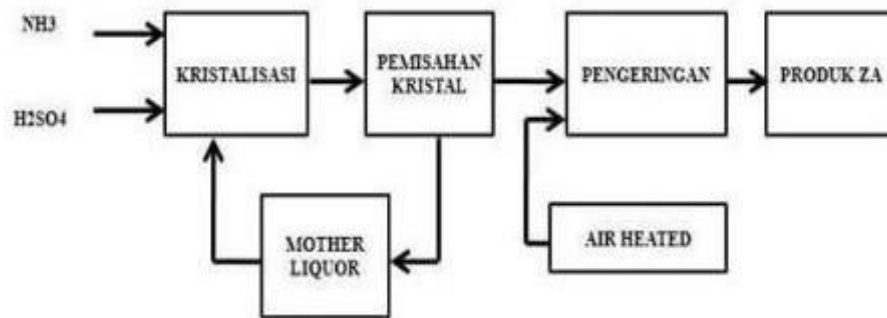 NH3
H2SO4
KRISTALISASI
PEMISAHAN
KRISTAL
PENGERINGAN
PRODUK ZA
MOTHER
LIQUOR
AIR HEATED